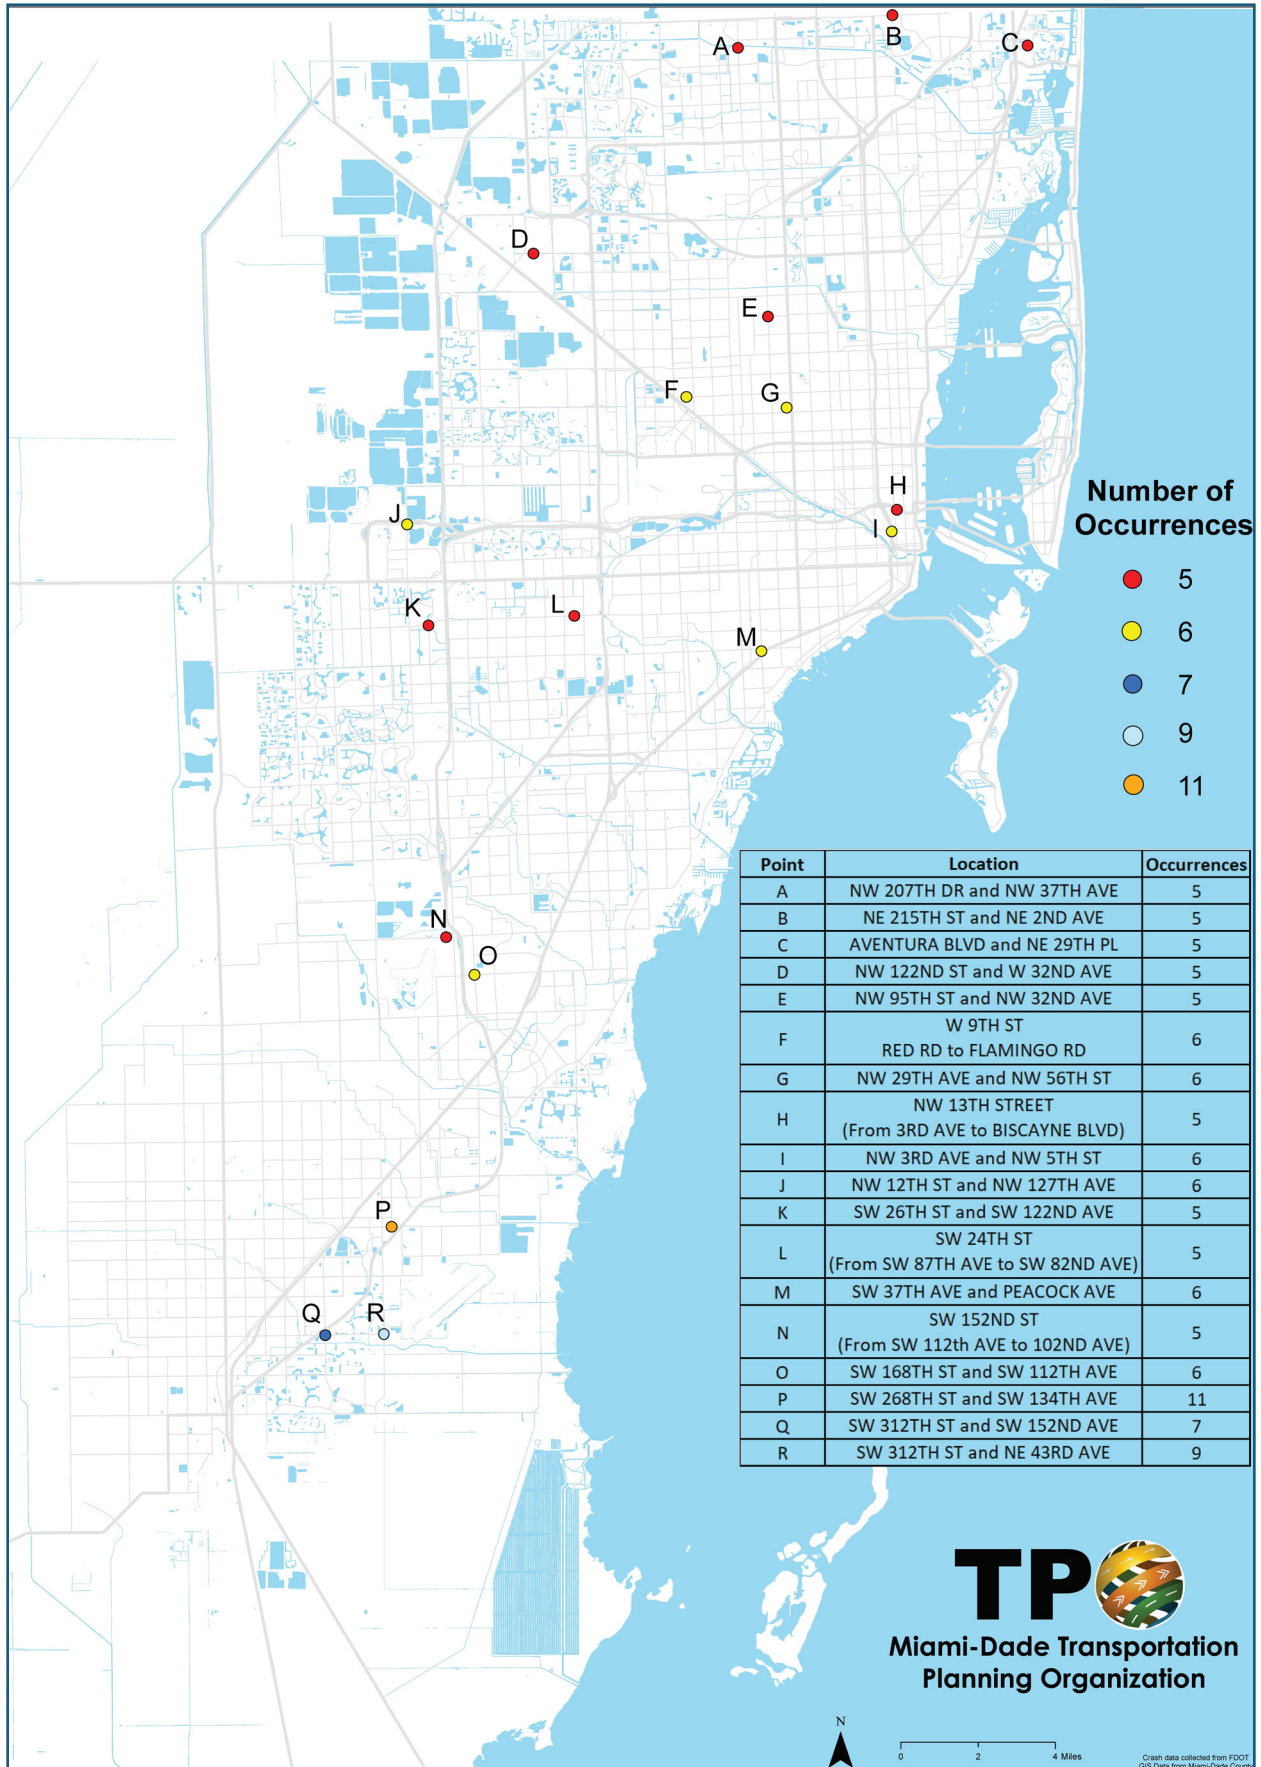 A
B
C
D
E
F
G
H
I
J
K
L
M
N
O
P
Q
R
Number of
Occurrences
5
6
7
9
11
Point Location Occurrences
A NW 207TH DR and NW 37TH AVE 5
B NE 215TH ST and NE 2ND AVE 5
C AVENTURA BLVD and NE 29TH PL 5
D NW 122ND ST and W 32ND AVE 5
E NW 95TH ST and NW 32ND AVE 5
F W 9TH ST
RED RD to FLAMINGO RD 6
G NW 29TH AVE and NW 56TH ST 6
H NW 13TH STREET
(From 3RD AVE to BISCAYNE BLVD) 5
I NW 3RD AVE and NW 5TH ST 6
J NW 12TH ST and NW 127TH AVE 6
K SW 26TH ST and SW 122ND AVE 5
L SW 24TH ST
(From SW 87TH AVE to SW 82ND AVE) 5
M SW 37TH AVE and PEACOCK AVE 6
N SW 152ND ST
(From SW 112th AVE to 102ND AVE) 5
O SW 168TH ST and SW 112TH AVE 6
P SW 268TH ST and SW 134TH AVE 11
Q SW 312TH ST and SW 152ND AVE 7
R SW 312TH ST and NE 43RD AVE 9
TPO
Miami-Dade Transportation
Planning Organization
N
0 2 4 Miles
Crash data collected from FDOT
GIS Data from Miami-Dade County